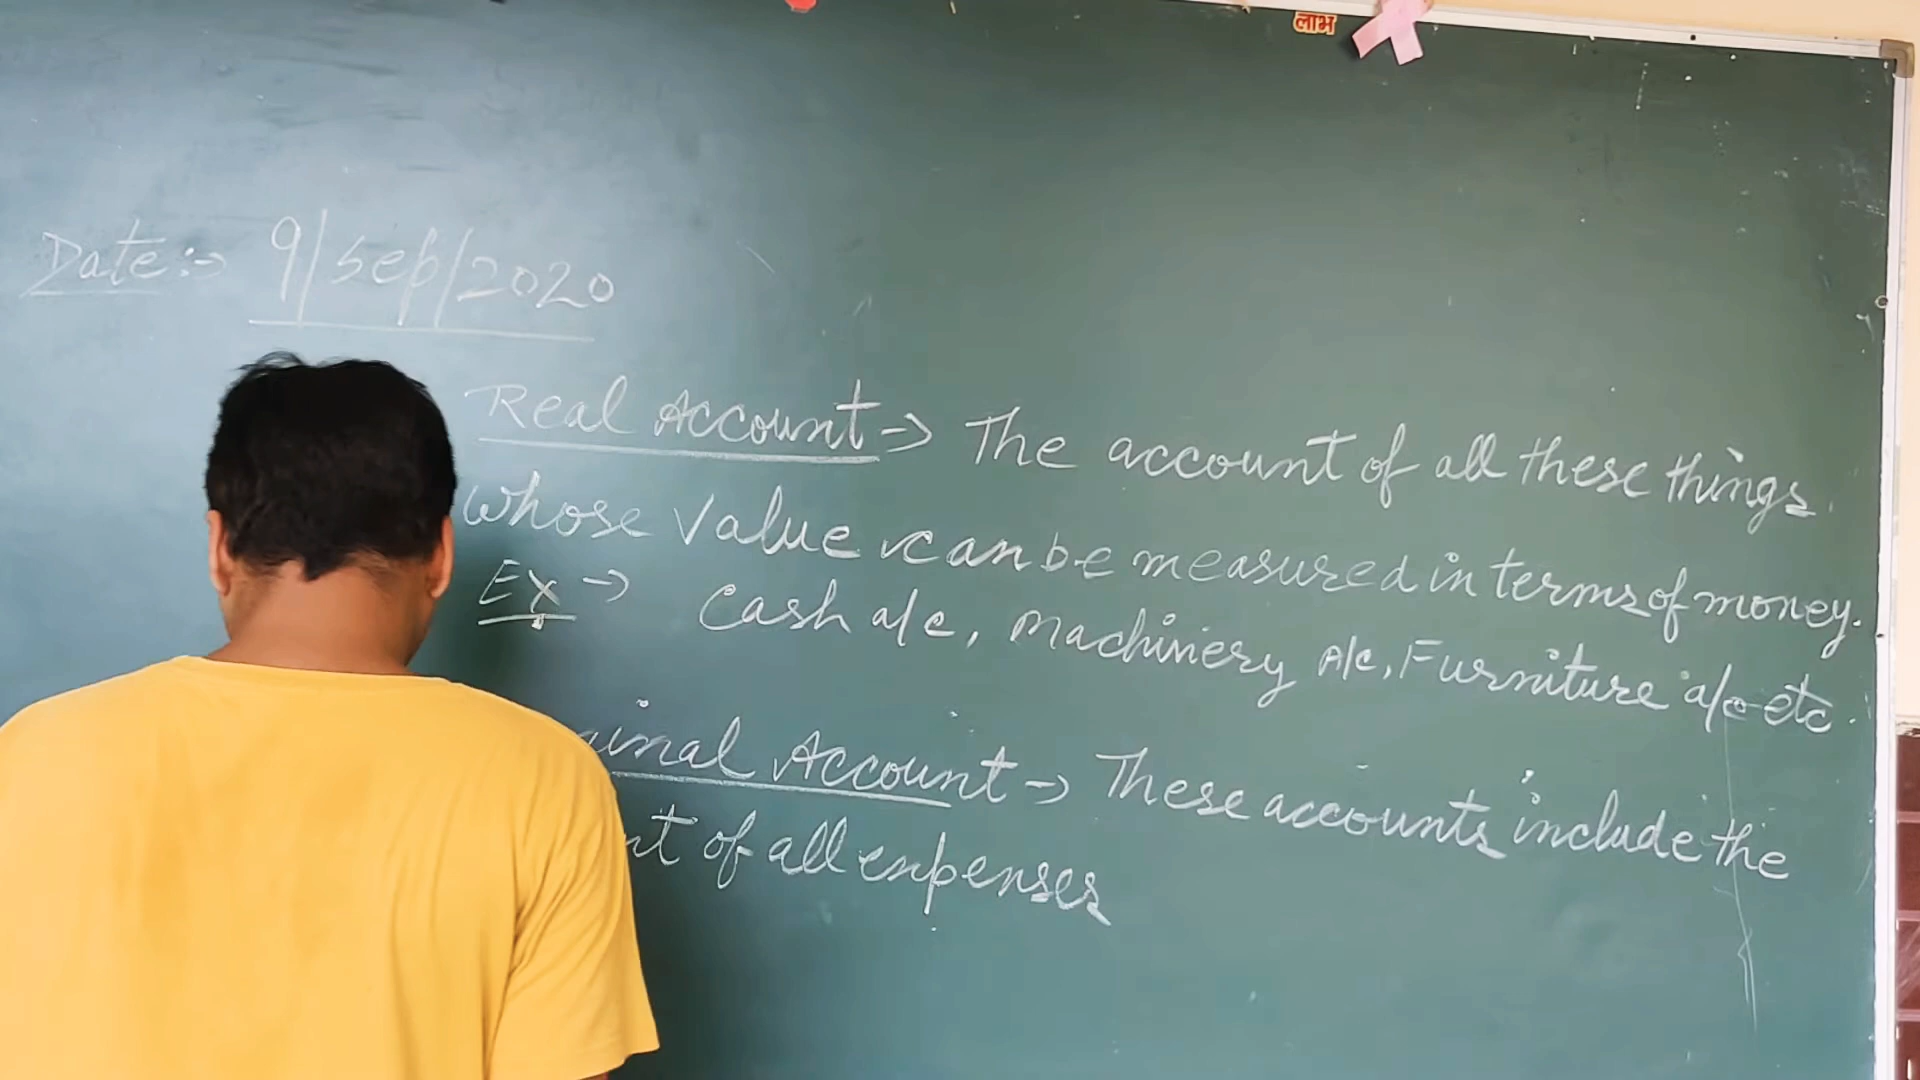 लाभ
Date:-> 9/Sep/2020
Real Account -> The account of all these things
whose value can be measured in terms of money.
Ex -> Cash a/c, Machiniery A/c, Furniture a/c etc.
Account -> These accounts include the
of all expenses